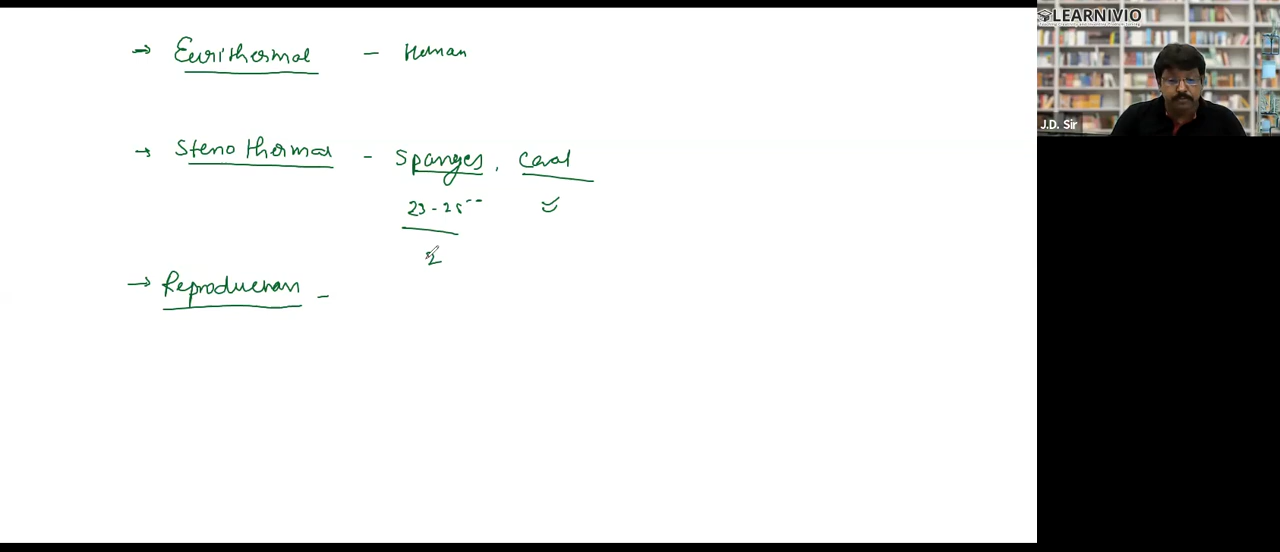 → Eurithermal - Human
→ Steno thermal - Sponges, Coral
23-25
→ Reproduction -
LEARNIVIO
J.D. Sir